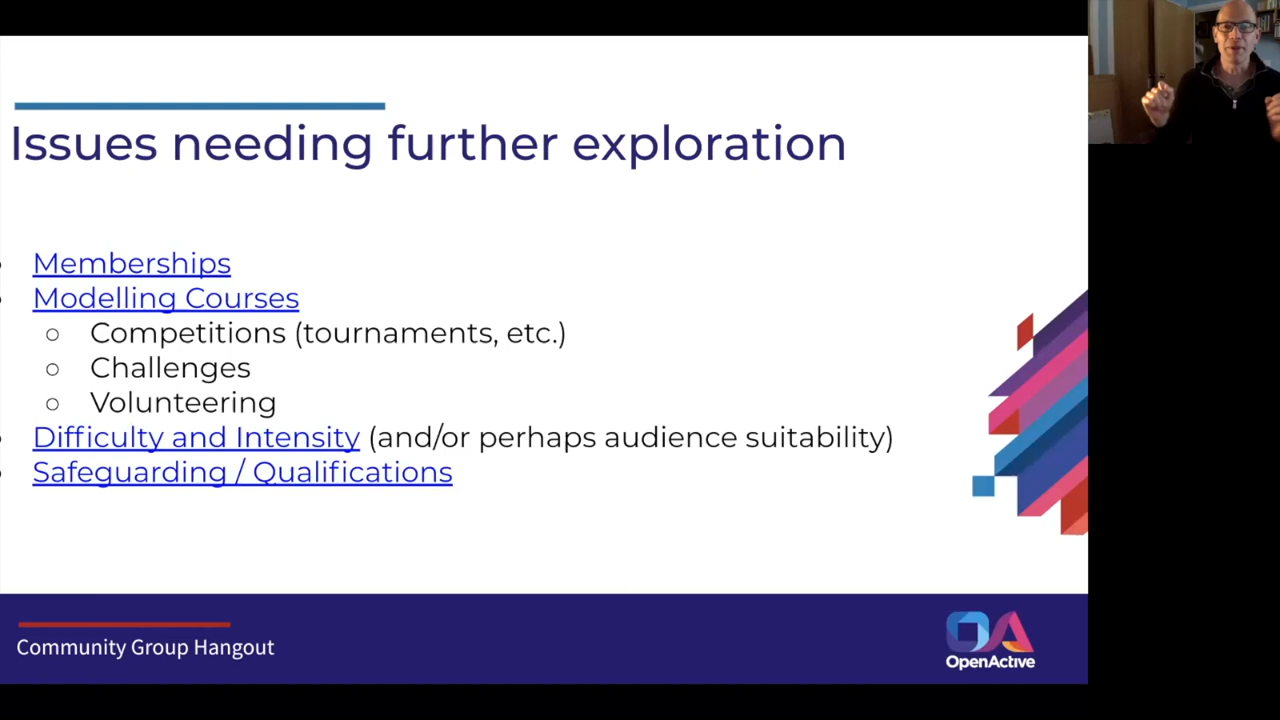 Issues needing further exploration
Memberships
Modelling Courses
Competitions (tournaments, etc.)
Challenges
Volunteering
Difficulty and Intensity (and/or perhaps audience suitability)
Safeguarding / Qualifications
Community Group Hangout
OA
OpenActive